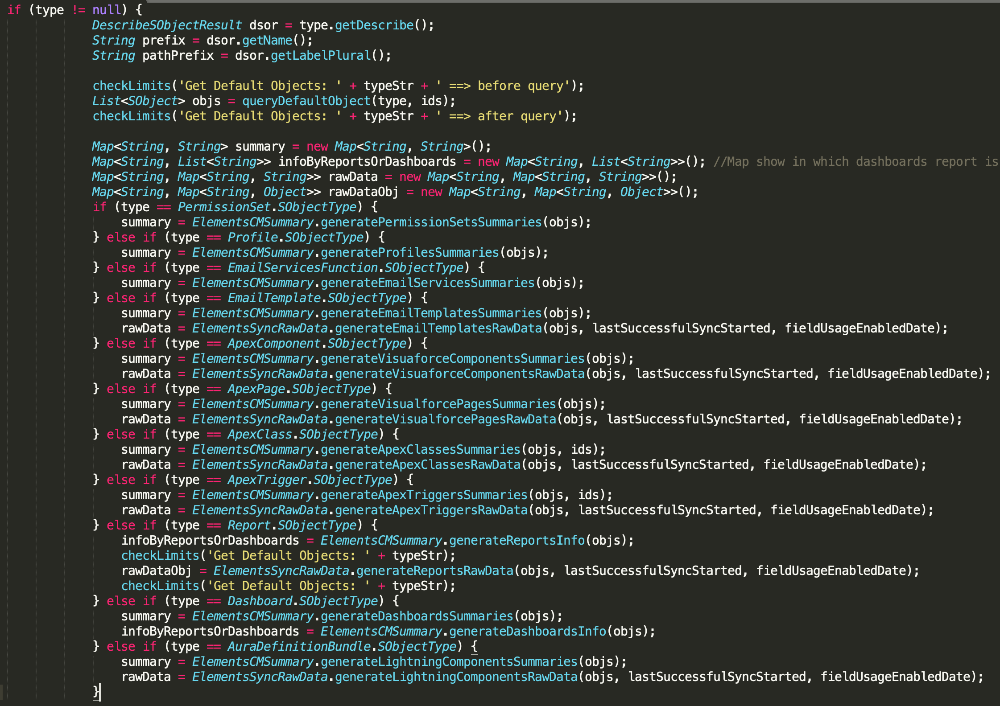 if (type != null) {
DescribeSObjectResult dsor = type.getDescribe();
String prefix = dsor.getName();
String pathPrefix = dsor.getLabelPlural();
checkLimits('Get Default Objects: ' + typeStr + ' ==> before query');
List<SObject> objs = queryDefaultObject(type, ids);
checkLimits('Get Default Objects: ' + typeStr + ' ==> after query');
Map<String, String> summary = new Map<String, String>();
Map<String, List<String>> infoByReportsOrDashboards = new Map<String, List<String>>(); //Map show in which dashboards report is
Map<String, Map<String, String>> rawData = new Map<String, Map<String, String>>();
Map<String, Map<String, Object>> rawDataObj = new Map<String, Map<String, Object>>();
if (type == PermissionSet.SObjectType) {
summary = ElementsCMSummary.generatePermissionSetsSummaries(objs);
} else if (type == Profile.SObjectType) {
summary = ElementsCMSummary.generateProfilesSummaries(objs);
} else if (type == EmailServicesFunction.SObjectType) {
summary = ElementsCMSummary.generateEmailServicesSummaries(objs);
} else if (type == EmailTemplate.SObjectType) {
summary = ElementsCMSummary.generateEmailTemplatesSummaries(objs);
rawData = ElementsSyncRawData.generateEmailTemplatesRawData(objs, lastSuccessfulSyncStarted, fieldUsageEnabledDate);
} else if (type == ApexComponent.SObjectType) {
summary = ElementsCMSummary.generateVisuaforceComponentsSummaries(objs);
rawData = ElementsSyncRawData.generateVisuaforceComponentsRawData(objs, lastSuccessfulSyncStarted, fieldUsageEnabledDate);
} else if (type == ApexPage.SObjectType) {
summary = ElementsCMSummary.generateVisualforcePagesSummaries(objs);
rawData = ElementsSyncRawData.generateVisualforcePagesRawData(objs, lastSuccessfulSyncStarted, fieldUsageEnabledDate);
} else if (type == ApexClass.SObjectType) {
summary = ElementsCMSummary.generateApexClassesSummaries(objs, ids);
rawData = ElementsSyncRawData.generateApexClassesRawData(objs, lastSuccessfulSyncStarted, fieldUsageEnabledDate);
} else if (type == ApexTrigger.SObjectType) {
summary = ElementsCMSummary.generateApexTriggersSummaries(objs, ids);
rawData = ElementsSyncRawData.generateApexTriggersRawData(objs, lastSuccessfulSyncStarted, fieldUsageEnabledDate);
} else if (type == Report.SObjectType) {
infoByReportsOrDashboards = ElementsCMSummary.generateReportsInfo(objs);
checkLimits('Get Default Objects: ' + typeStr);
rawDataObj = ElementsSyncRawData.generateReportsRawData(objs, lastSuccessfulSyncStarted, fieldUsageEnabledDate);
checkLimits('Get Default Objects: ' + typeStr);
} else if (type == Dashboard.SObjectType) {
summary = ElementsCMSummary.generateDashboardsSummaries(objs);
infoByReportsOrDashboards = ElementsCMSummary.generateDashboardsInfo(objs);
} else if (type == AuraDefinitionBundle.SObjectType) {
summary = ElementsCMSummary.generateLightningComponentsSummaries(objs);
rawData = ElementsSyncRawData.generateLightningComponentsRawData(objs, lastSuccessfulSyncStarted, fieldUsageEnabledDate);
}